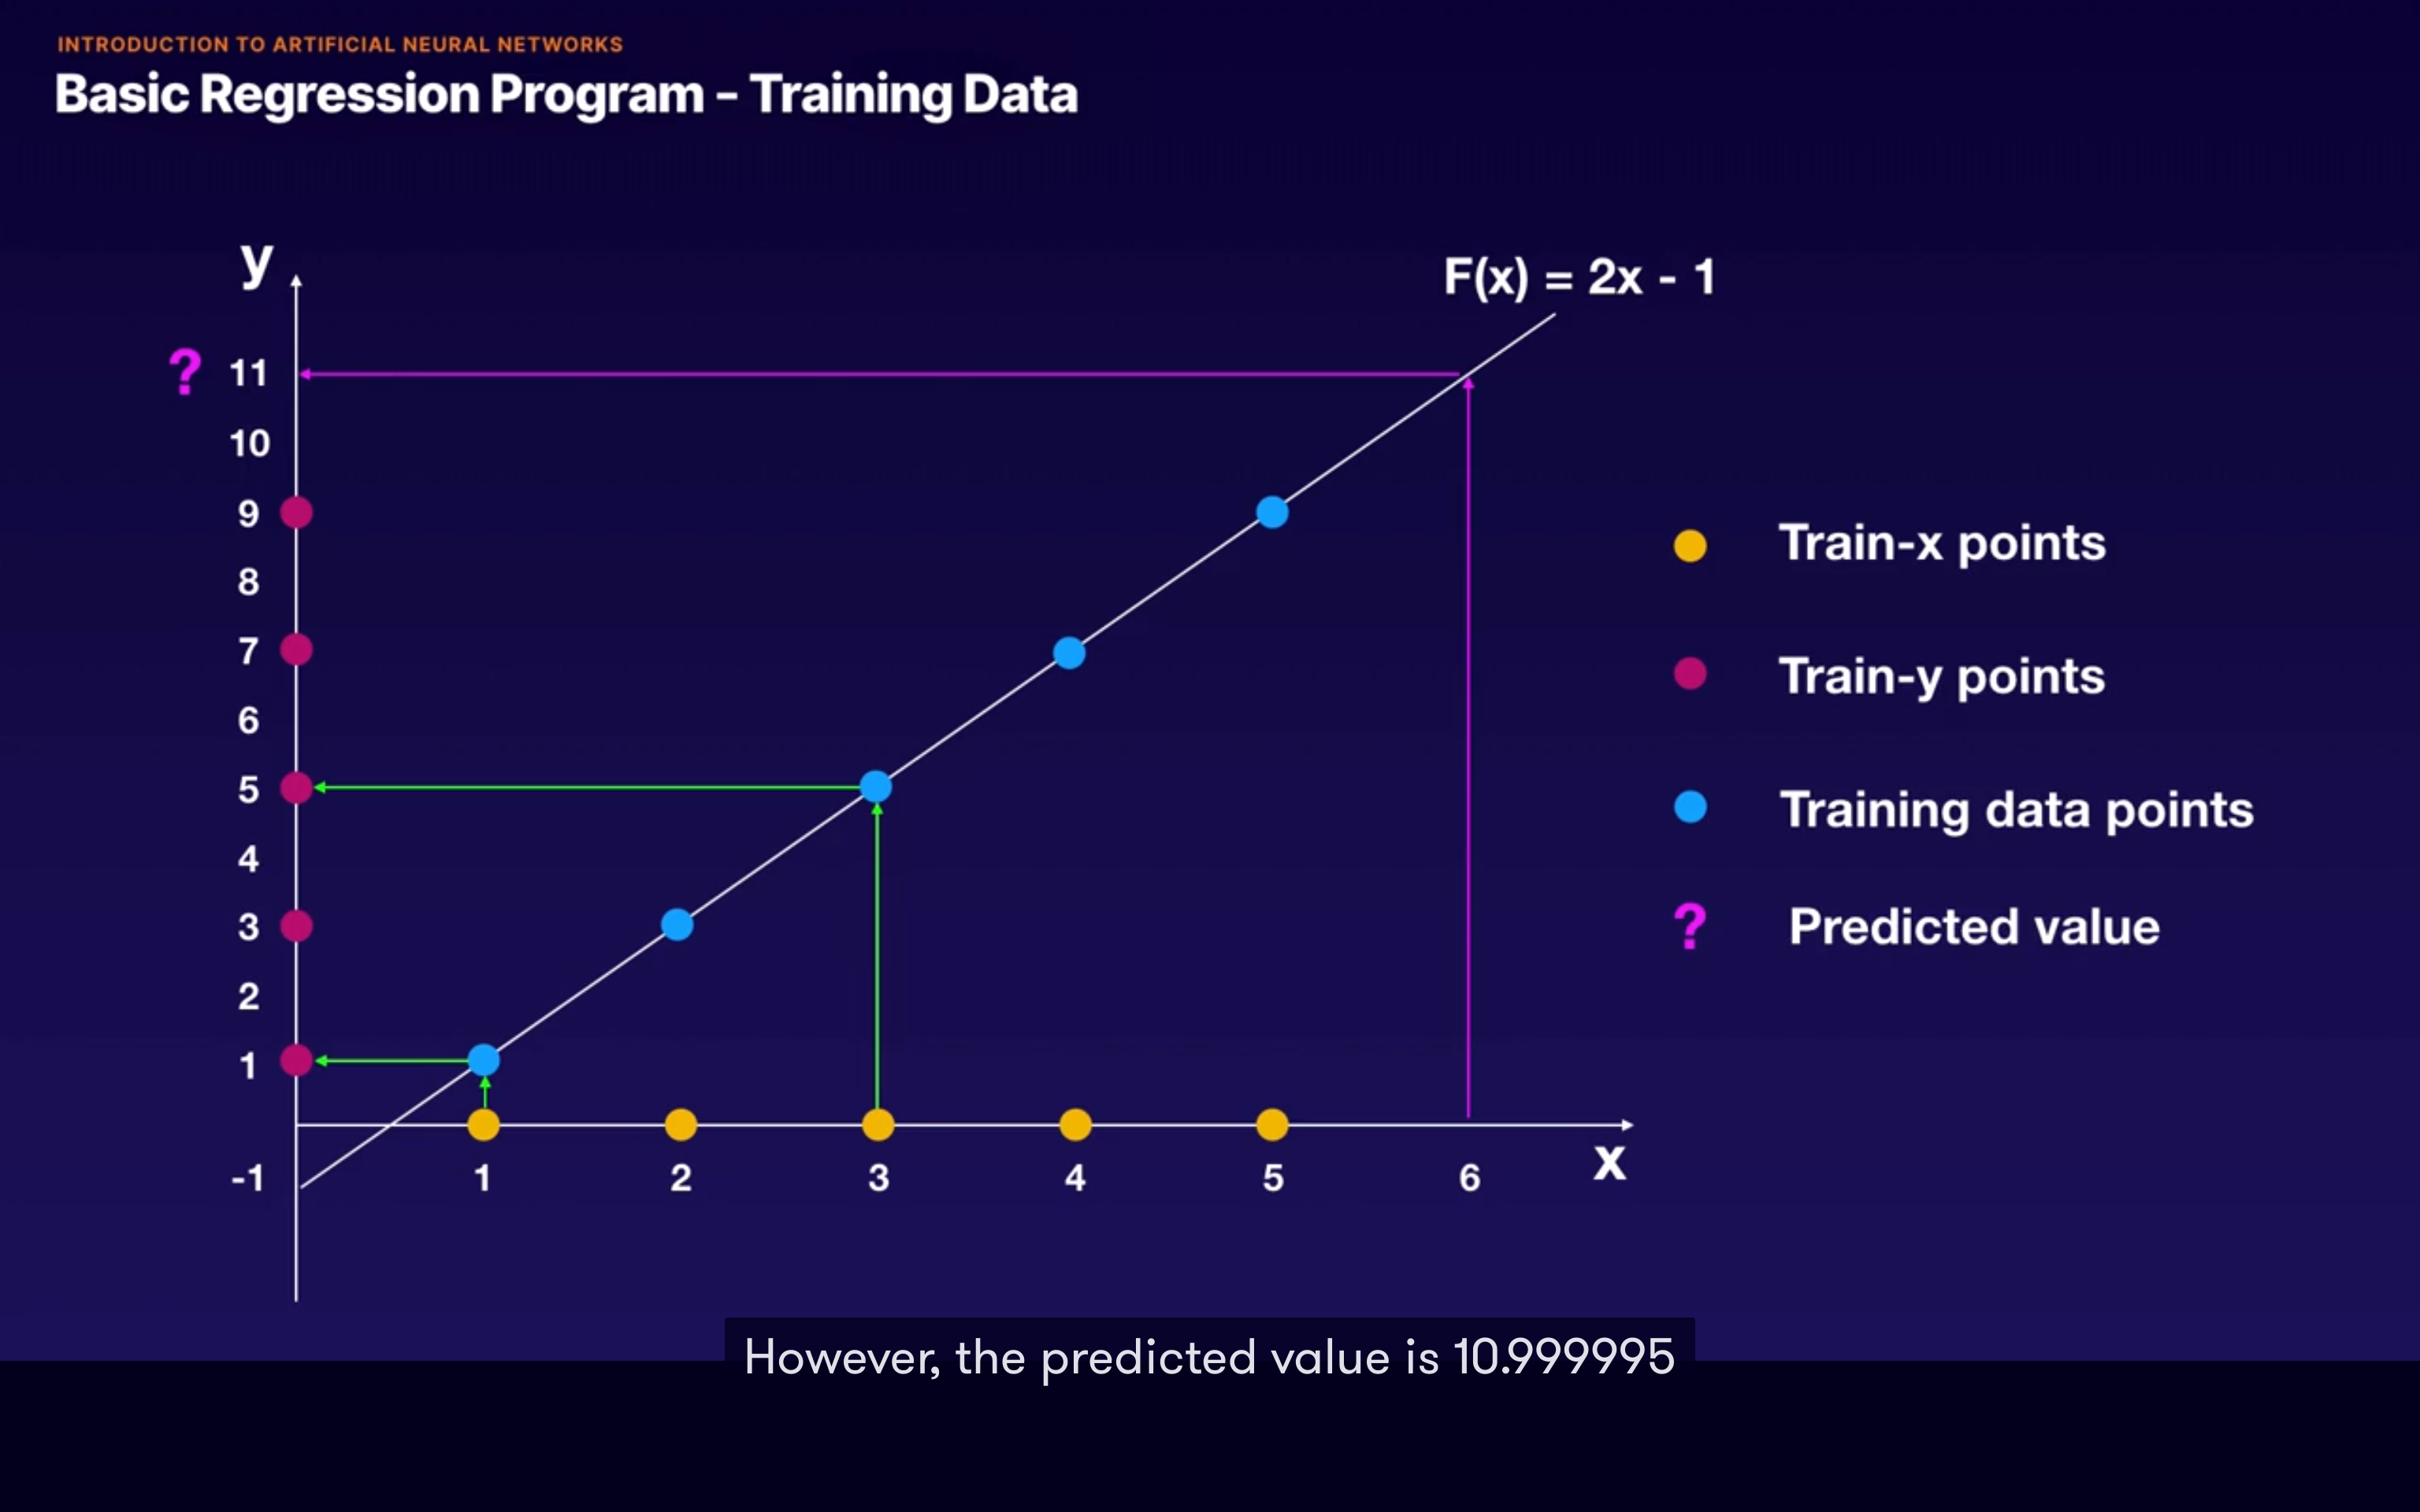 INTRODUCTION TO ARTIFICIAL NEURAL NETWORKS
Basic Regression Program – Training Data
y
F(x) = 2x - 1
? 11
10
9
8
7
6
5
4
3
2
1
-1 1 2 3 4 5 6 x
Train-x points
Train-y points
Training data points
? Predicted value
However, the predicted value is 10.999995